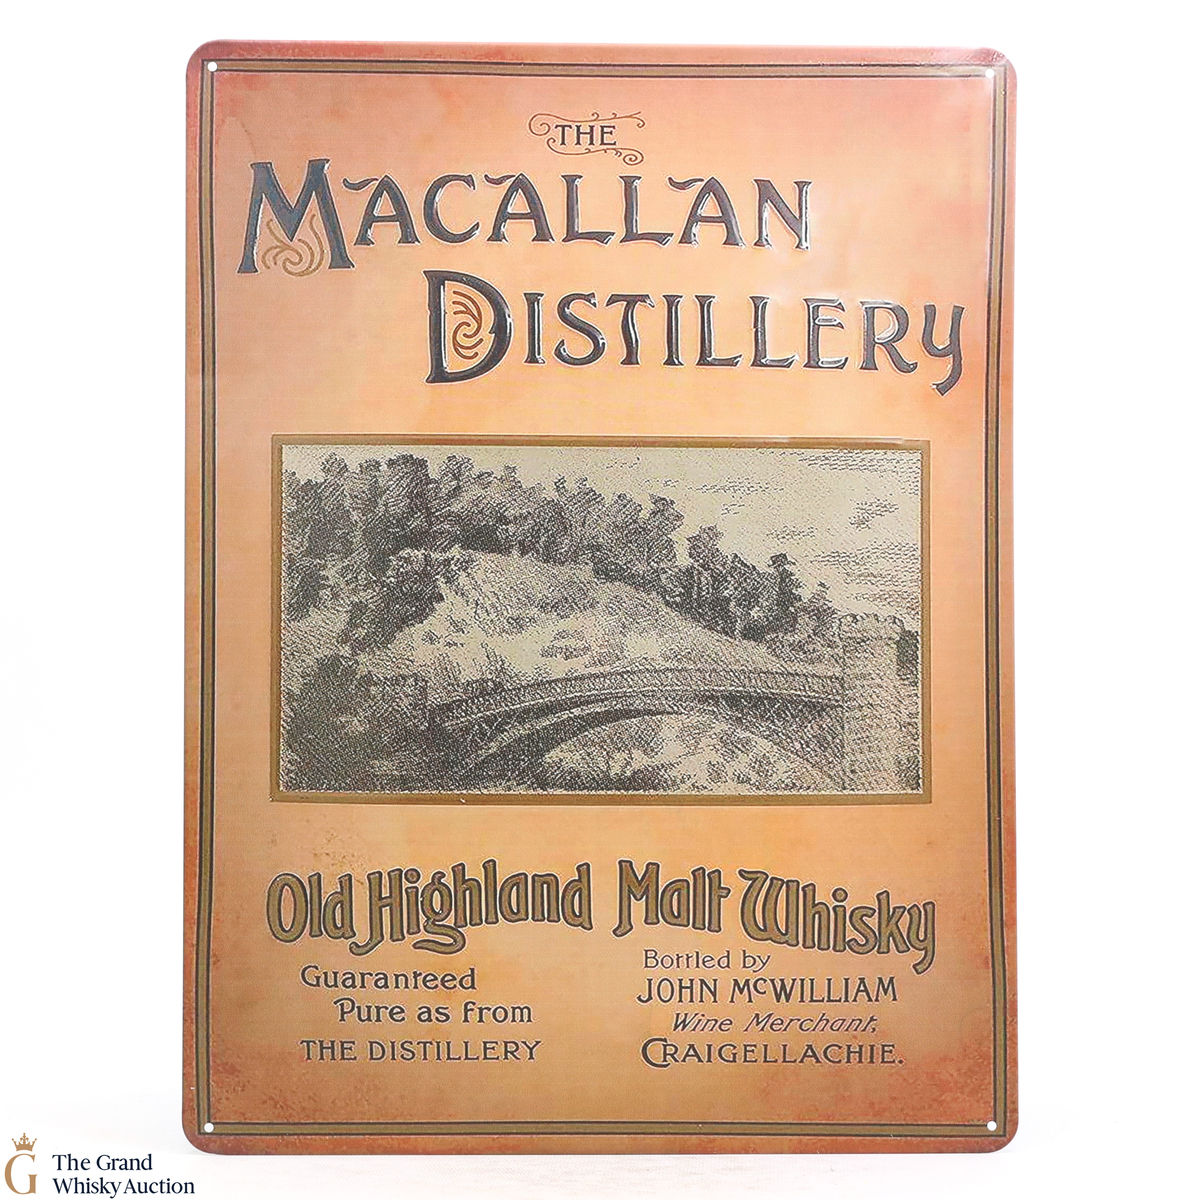 THE
MACALLAN
DISTILLERY
Old Highland Malt Whisky
Guaranteed
Pure as from
THE DISTILLERY
Bottled by
JOHN McWILLIAM
Wine Merchant,
CRAIGELLACHIE.
G The Grand
Whisky Auction